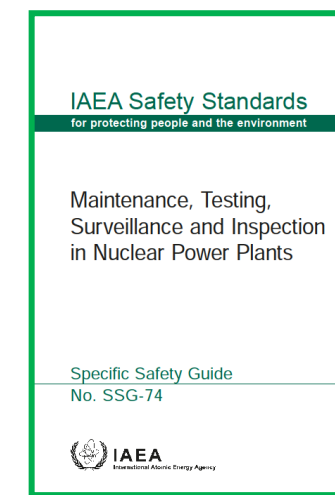 IAEA Safety Standards
for protecting people and the environment
Maintenance, Testing,
Surveillance and Inspection
in Nuclear Power Plants
Specific Safety Guide
No. SSG-74
IAEA
International Atomic Energy Agency